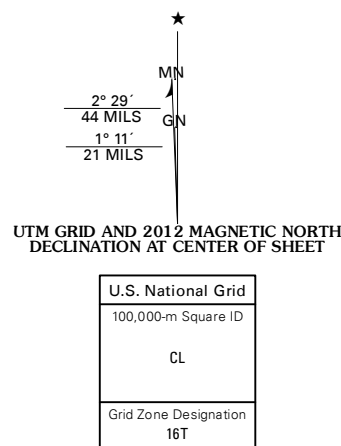 ★
MN
2° 29´
44 MILS
GN
1° 11´
21 MILS
UTM GRID AND 2012 MAGNETIC NORTH
DECLINATION AT CENTER OF SHEET
U.S. National Grid
100,000-m Square ID
CL
Grid Zone Designation
16T